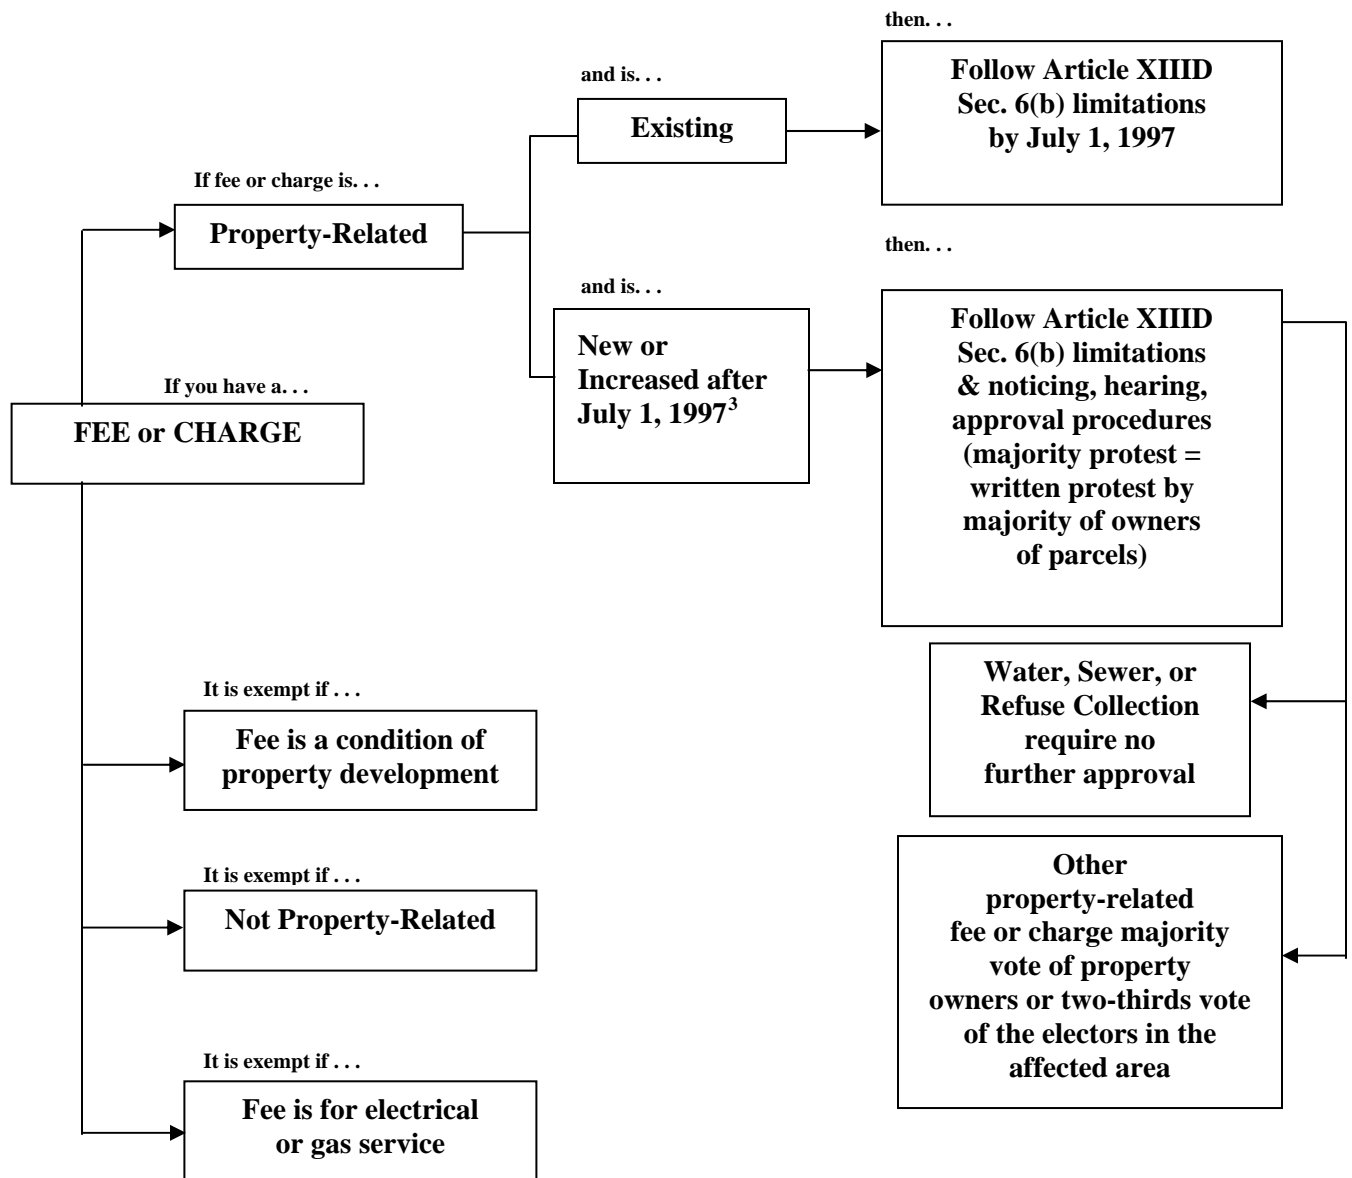 then. . .
Follow Article XIIID
Sec. 6(b) limitations
by July 1, 1997
and is. . .
Existing
If fee or charge is. . .
Property-Related
and is. . .
New or
Increased after
July 1, 1997³
then. . .
Follow Article XIIID
Sec. 6(b) limitations
& noticing, hearing,
approval procedures
(majority protest =
written protest by
majority of owners
of parcels)
If you have a. . .
FEE or CHARGE
Water, Sewer, or
Refuse Collection
require no
further approval
It is exempt if . . .
Fee is a condition of
property development
Other
property-related
fee or charge majority
vote of property
owners or two-thirds vote
of the electors in the
affected area
It is exempt if . . .
Not Property-Related
It is exempt if . . .
Fee is for electrical
or gas service